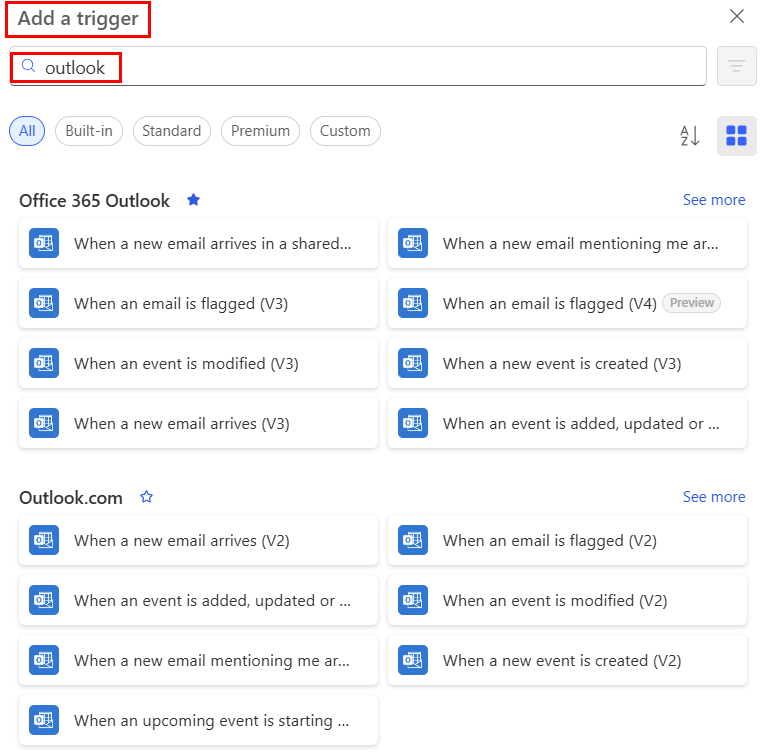 Add a trigger
outlook
All Built-in Standard Premium Custom
Office 365 Outlook See more
When a new email arrives in a shared... When a new email mentioning me ar...
When an email is flagged (V3) When an email is flagged (V4) Preview
When an event is modified (V3) When a new event is created (V3)
When a new email arrives (V3) When an event is added, updated or ...
Outlook.com See more
When a new email arrives (V2) When an email is flagged (V2)
When an event is added, updated or ... When an event is modified (V2)
When a new email mentioning me ar... When a new event is created (V2)
When an upcoming event is starting ...